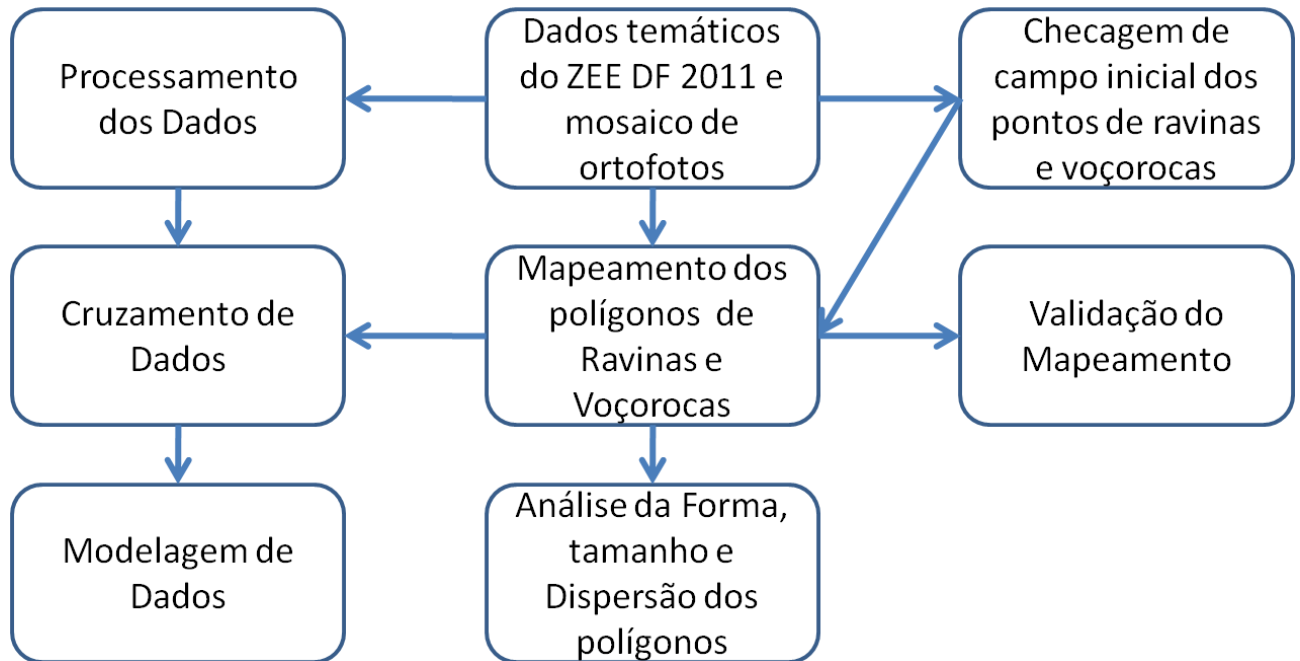 Processamento
dos Dados
Dados temáticos
do ZEE DF 2011 e
mosaico de
ortofotos
Checagem de
campo inicial dos
pontos de ravinas
e voçorocas
Cruzamento de
Dados
Mapeamento dos
polígonos de
Ravinas e
Voçorocas
Validação do
Mapeamento
Modelagem de
Dados
Análise da Forma,
tamanho e
Dispersão dos
polígonos